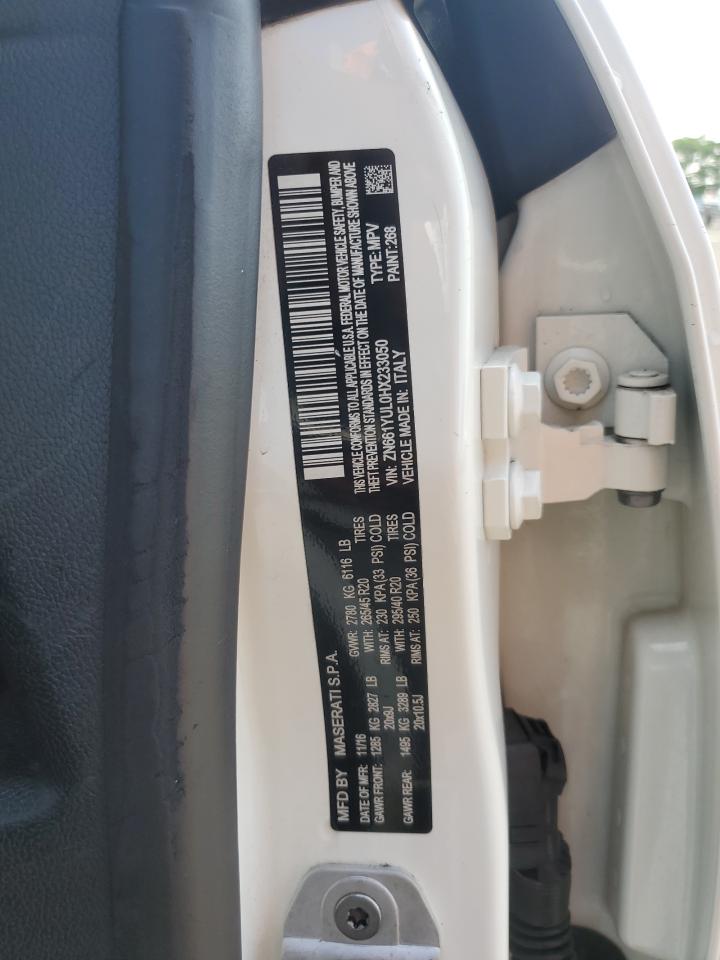 MFD BY MASERATI S.P.A.
DATE OF MFR: 11/16 GVWR: 2780 KG 6116 LB
GAWR FRONT: 1285 KG 2827 LB WITH: 265/45 R20 TIRES
20x9J RIMS AT: 230 KPA (33 PSI) COLD
GAWR REAR: 1495 KG 3289 LB WITH: 295/40 R20 TIRES
20x10.5J RIMS AT: 250 KPA (36 PSI) COLD
THIS VEHICLE CONFORMS TO ALL APPLICABLE U.S.A. FEDERAL MOTOR VEHICLE SAFETY, BUMPER AND
THEFT PREVENTION STANDARDS IN EFFECT ON THE DATE OF MANUFACTURE SHOWN ABOVE
VIN: ZN661YUL0HX233050 TYPE: MPV
VEHICLE MADE IN: ITALY PAINT: 268